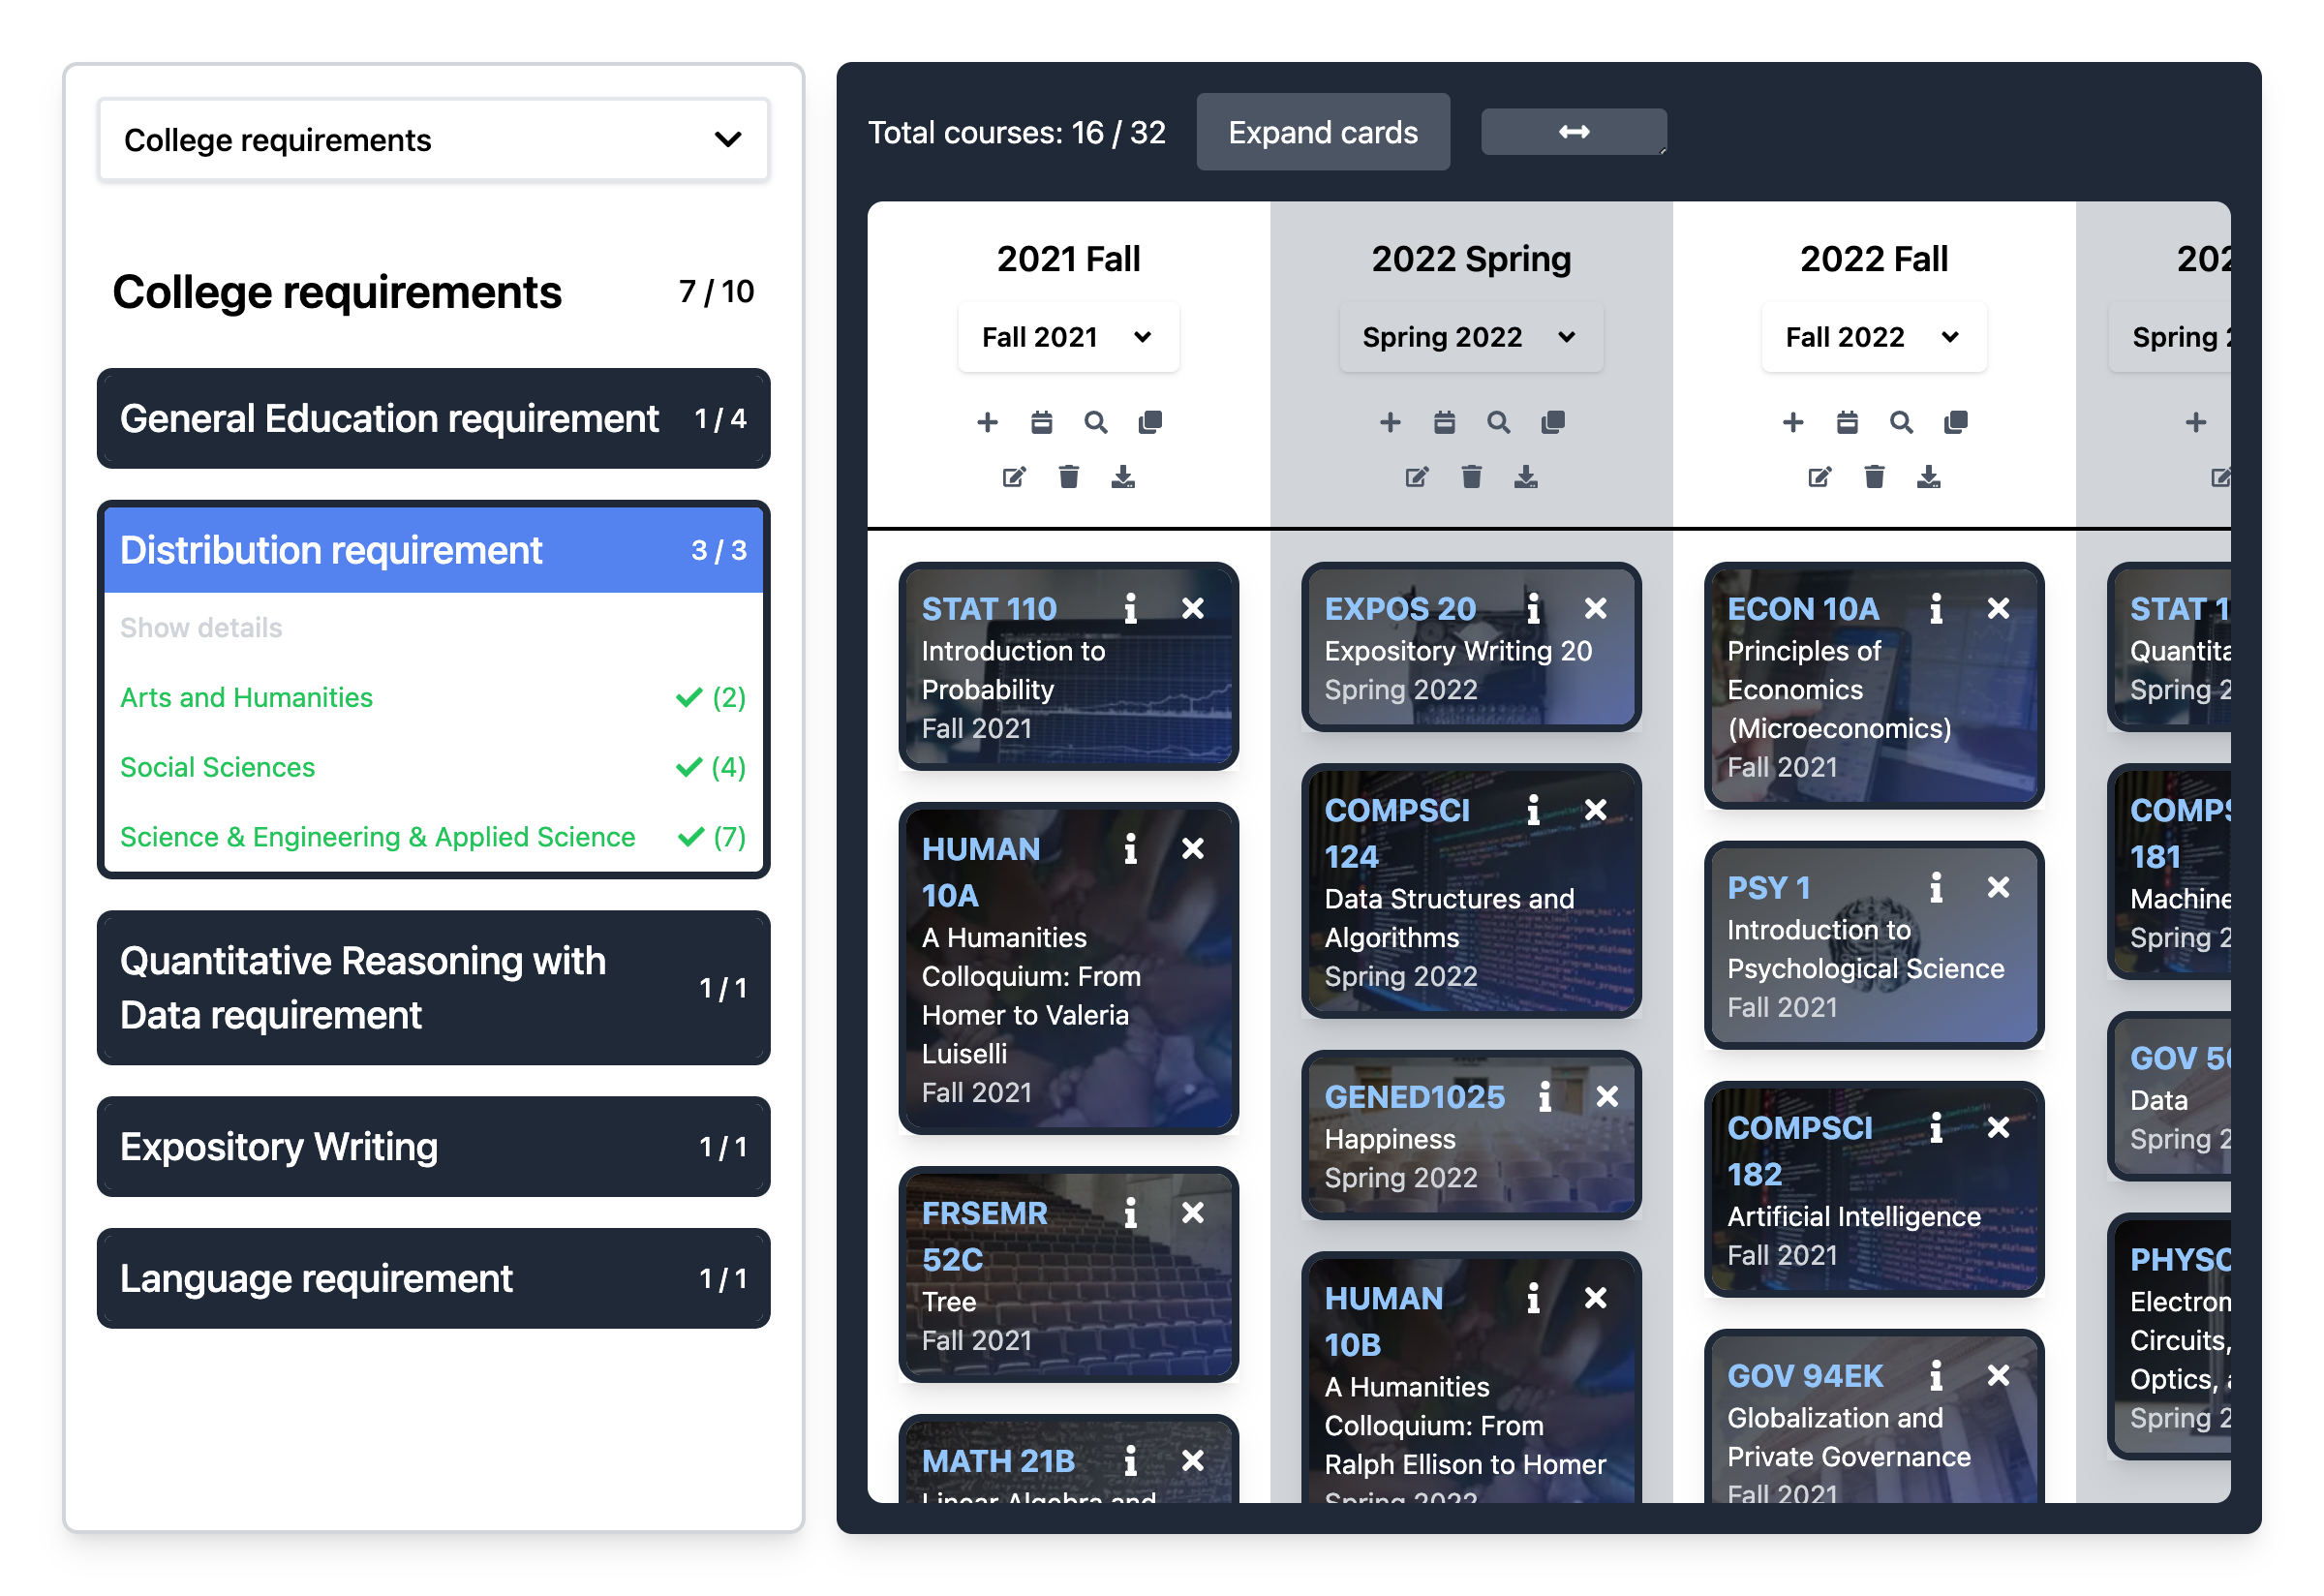 College requirements
College requirements 7 / 10
General Education requirement 1 / 4
Distribution requirement 3 / 3
Show details
Arts and Humanities (2)
Social Sciences (4)
Science & Engineering & Applied Science (7)
Quantitative Reasoning with
Data requirement
1 / 1
Expository Writing 1 / 1
Language requirement 1 / 1
Total courses: 16 / 32
Expand cards
2021 Fall
Fall 2021
STAT 110
Introduction to
Probability
Fall 2021
HUMAN
10A
A Humanities
Colloquium: From
Homer to Valeria
Luiselli
Fall 2021
FRSEMR
52C
Tree
Fall 2021
MATH 21B
Linear Algebra and
2022 Spring
Spring 2022
EXPOS 20
Expository Writing 20
Spring 2022
COMPSCI
124
Data Structures and
Algorithms
Spring 2022
GENED1025
Happiness
Spring 2022
HUMAN
10B
A Humanities
Colloquium: From
Ralph Ellison to Homer
Spring 2022
2022 Fall
Fall 2022
ECON 10A
Principles of
Economics
(Microeconomics)
Fall 2021
PSY 1
Introduction to
Psychological Science
Fall 2021
COMPSCI
182
Artificial Intelligence
Fall 2021
GOV 94EK
Globalization and
Private Governance
Fall 2021
202
Spring
STAT 1
Quantita
Spring 2
COMPS
181
Machine
Spring 2
GOV 50
Data
Spring 2
PHYSC
Electron
Circuits,
Optics,
Spring 2